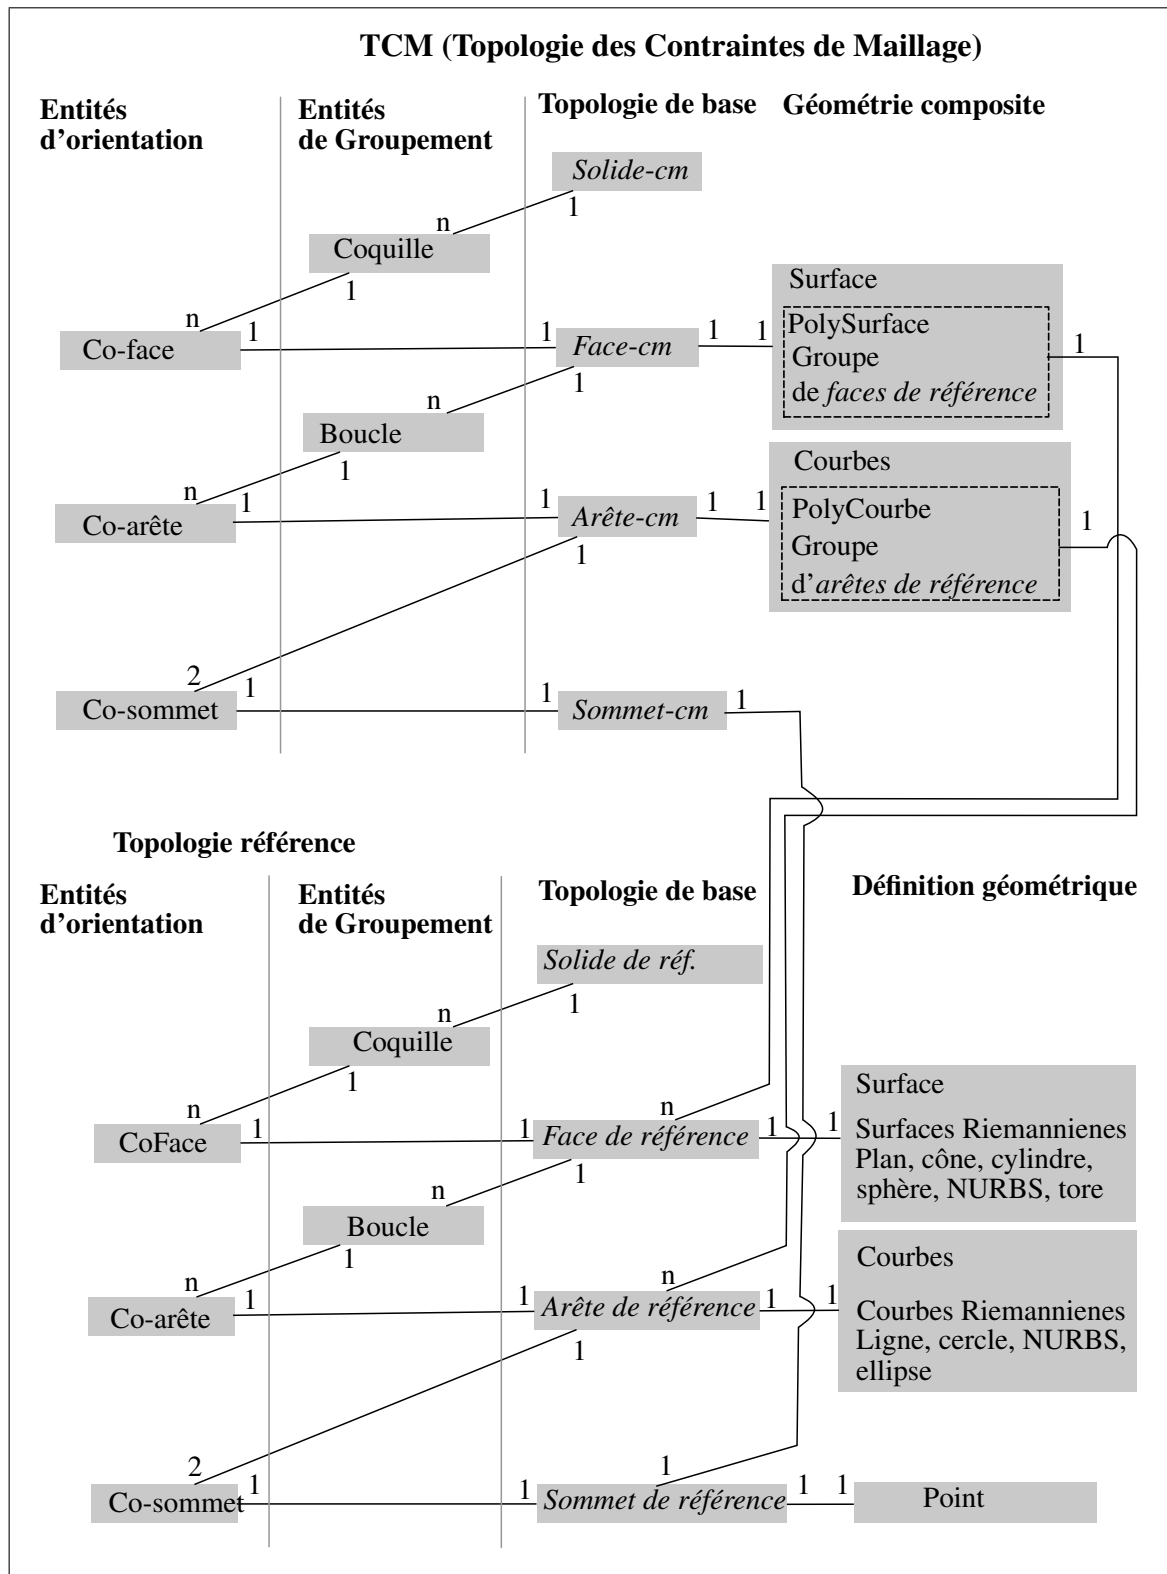 TCM (Topologie des Contraintes de Maillage)
Entités
d'orientation
Entités
de Groupement
Topologie de base
Géométrie composite
Solide-cm
1
n
Coquille
1
n
Co-face
1
1
Face-cm
1
1
1
Surface
PolySurface
Groupe
de faces de référence
1
n
Boucle
1
n
Co-arête
1
1
Arête-cm
1
1
1
Courbes
PolyCourbe
Groupe
d'arêtes de référence
1
2
Co-sommet
1
1
Sommet-cm
1
Topologie référence
Entités
d'orientation
Entités
de Groupement
Topologie de base
Définition géométrique
Solide de réf.
1
n
Coquille
1
n
CoFace
1
1
n
Face de référence
1
1
1
Surface
Surfaces Riemannienes
Plan, cône, cylindre,
sphère, NURBS, tore
n
Boucle
1
n
Co-arête
1
1
n
Arête de référence
1
1
1
Courbes
Courbes Riemannienes
Ligne, cercle, NURBS,
ellipse
2
Co-sommet
1
1
1
Sommet de référence
1
1
Point